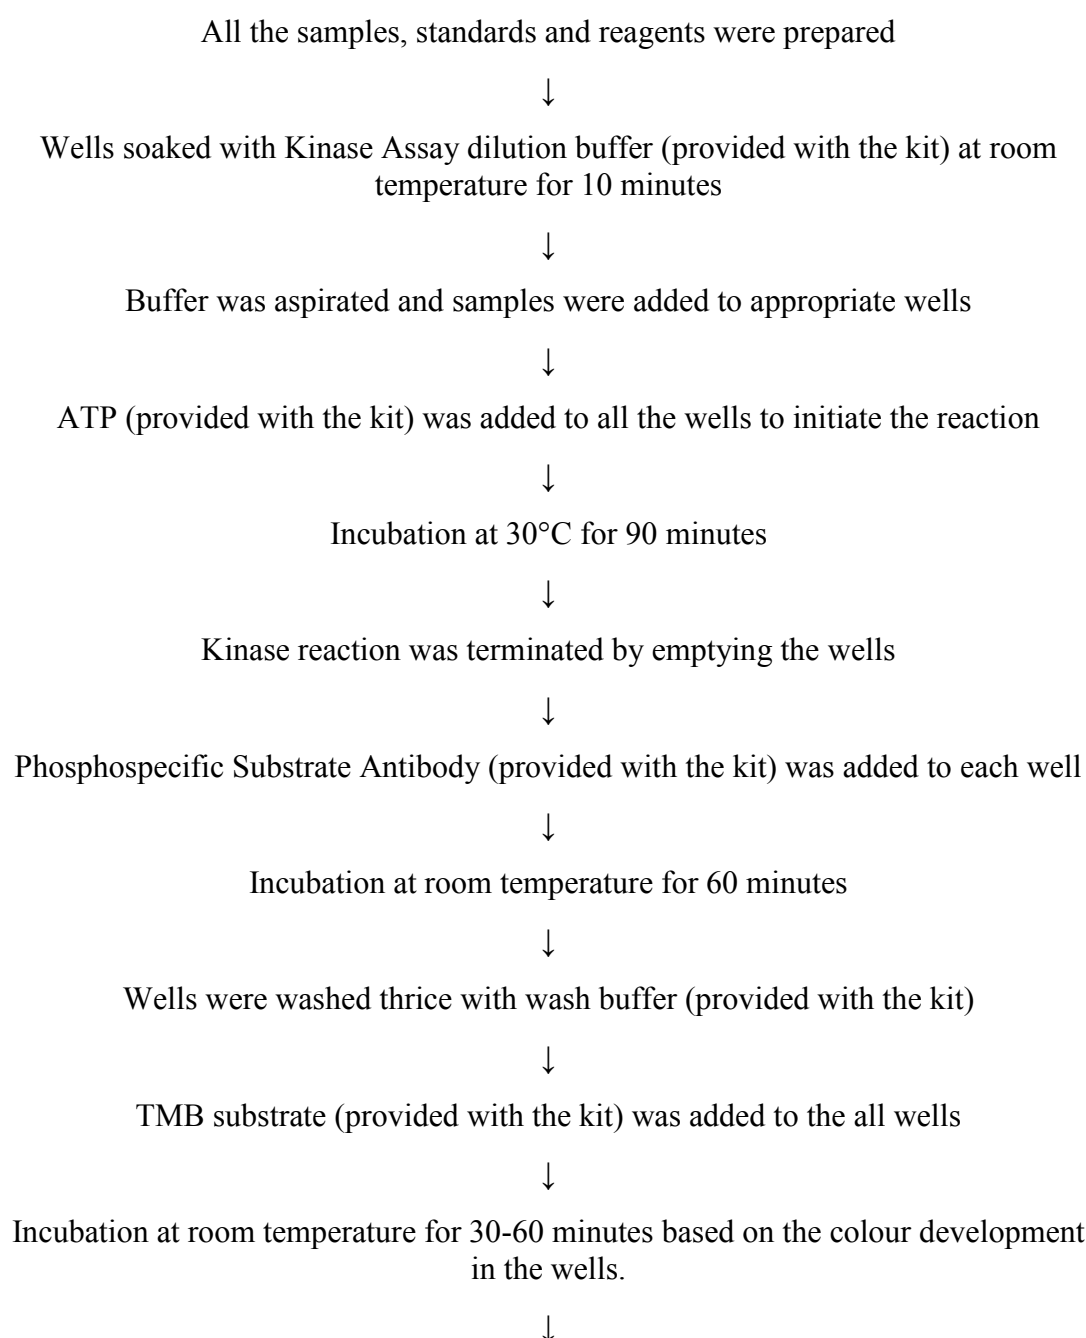 All the samples, standards and reagents were prepared
↓
Wells soaked with Kinase Assay dilution buffer (provided with the kit) at room
temperature for 10 minutes
↓
Buffer was aspirated and samples were added to appropriate wells
↓
ATP (provided with the kit) was added to all the wells to initiate the reaction
↓
Incubation at 30°C for 90 minutes
↓
Kinase reaction was terminated by emptying the wells
↓
Phosphospecific Substrate Antibody (provided with the kit) was added to each well
↓
Incubation at room temperature for 60 minutes
↓
Wells were washed thrice with wash buffer (provided with the kit)
↓
TMB substrate (provided with the kit) was added to the all wells
↓
Incubation at room temperature for 30-60 minutes based on the colour development
in the wells.
↓